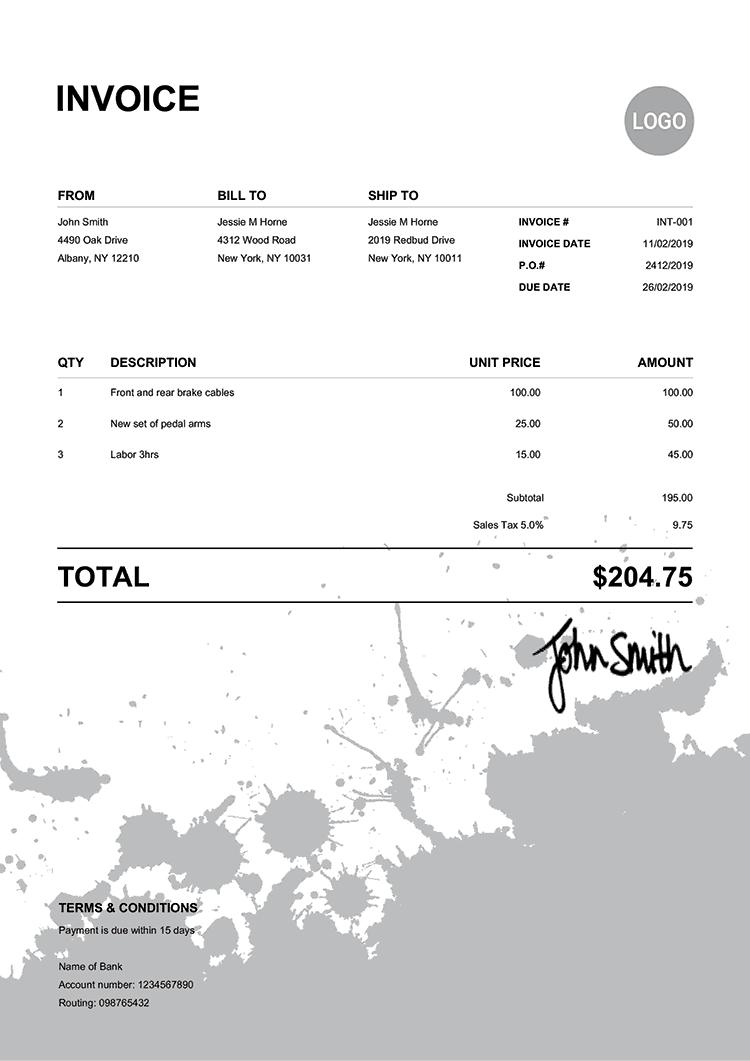 INVOICE
LOGO
FROM BILL TO SHIP TO
John Smith Jessie M Horne Jessie M Horne INVOICE # INT-001
4490 Oak Drive 4312 Wood Road 2019 Redbud Drive INVOICE DATE 11/02/2019
Albany, NY 12210 New York, NY 10031 New York, NY 10011 P.O.# 2412/2019
DUE DATE 26/02/2019
QTY DESCRIPTION UNIT PRICE AMOUNT
1 Front and rear brake cables 100.00 100.00
2 New set of pedal arms 25.00 50.00
3 Labor 3hrs 15.00 45.00
Subtotal 195.00
Sales Tax 5.0% 9.75
TOTAL $204.75
John Smith
TERMS & CONDITIONS
Payment is due within 15 days
Name of Bank
Account number: 1234567890
Routing: 098765432